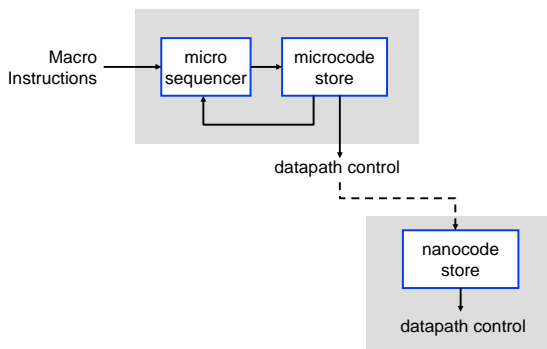 Macro
Instructions
micro
sequencer
microcode
store
datapath control
nanocode
store
datapath control